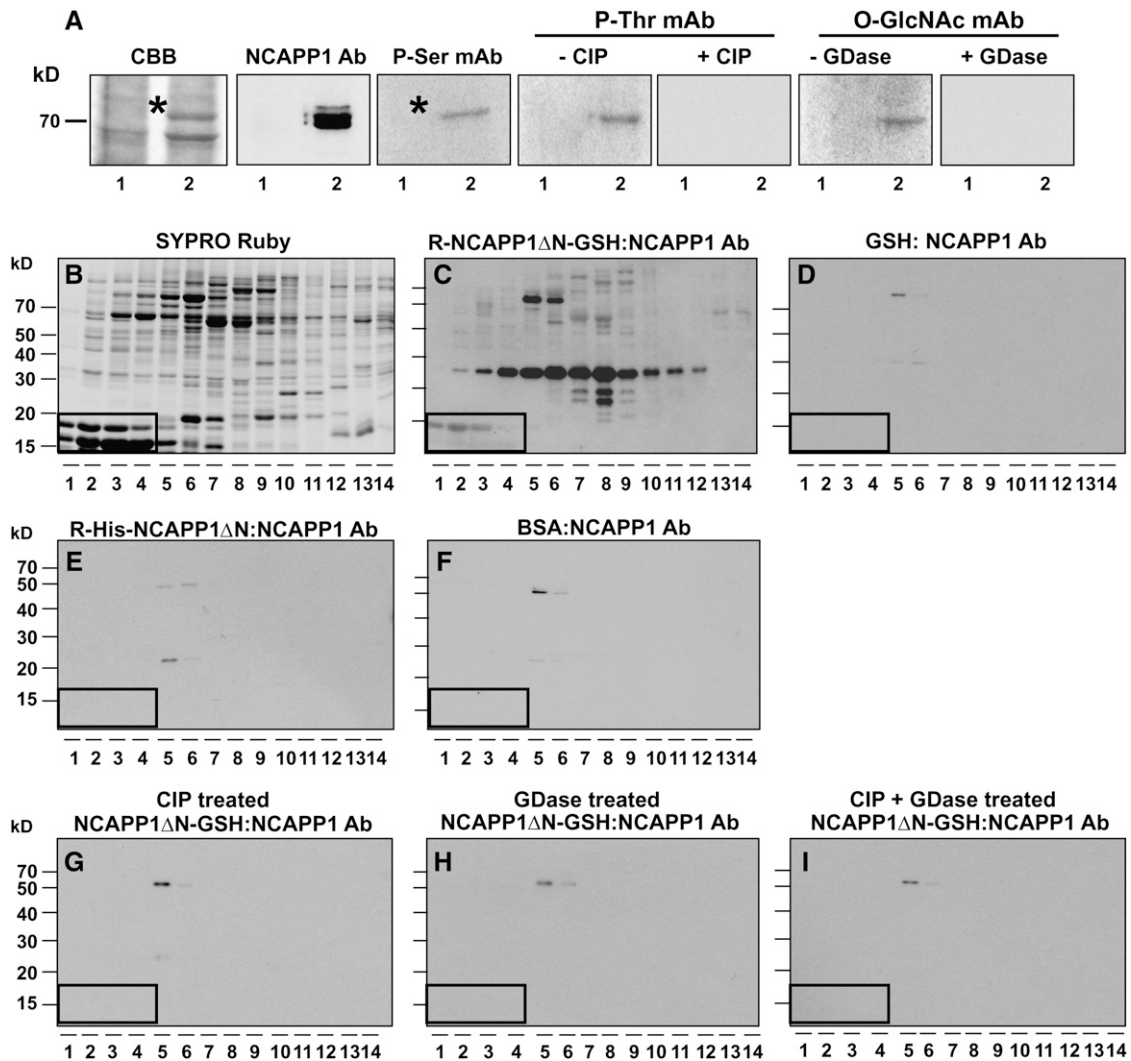 A
P-Thr mAb
O-GlcNAc mAb
CBB
NCAPP1 Ab
P-Ser mAb
- CIP
+ CIP
- GDase
+ GDase
kD
70
*
*
1 2 1 2 1 2 1 2 1 2 1 2 1 2
SYPRO Ruby
R-NCAPP1ΔN-GSH:NCAPP1 Ab
GSH: NCAPP1 Ab
kD
B
C
D
70
50
40
30
20
15
1 2 3 4 5 6 7 8 9 10 11 12 13 14
1 2 3 4 5 6 7 8 9 10 11 12 13 14
1 2 3 4 5 6 7 8 9 10 11 12 13 14
R-His-NCAPP1ΔN:NCAPP1 Ab
BSA:NCAPP1 Ab
kD
E
F
70
50
40
30
20
15
1 2 3 4 5 6 7 8 9 10 11 12 13 14
1 2 3 4 5 6 7 8 9 10 11 12 13 14
CIP treated
NCAPP1ΔN-GSH:NCAPP1 Ab
GDase treated
NCAPP1ΔN-GSH:NCAPP1 Ab
CIP + GDase treated
NCAPP1ΔN-GSH:NCAPP1 Ab
kD
G
H
I
70
50
40
30
20
15
1 2 3 4 5 6 7 8 9 10 11 12 13 14
1 2 3 4 5 6 7 8 9 10 11 12 13 14
1 2 3 4 5 6 7 8 9 10 11 12 13 14